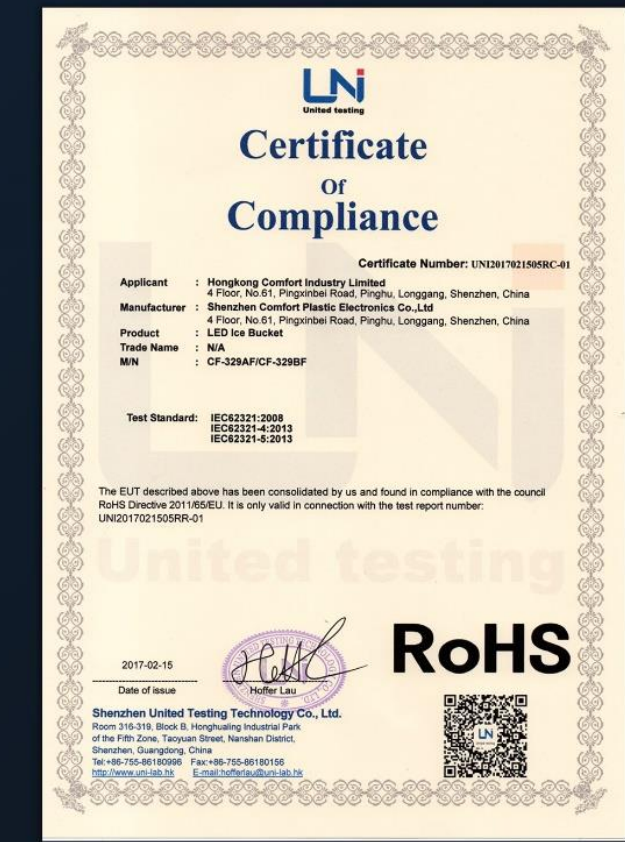 UNi
United testing
Certificate
Of
Compliance
Certificate Number: UNI2017021505RC-01
Applicant : Hongkong Comfort Industry Limited
4 Floor, No.61, Pingxinbei Road, Pinghu, Longgang, Shenzhen, China
Manufacturer : Shenzhen Comfort Plastic Electronics Co.,Ltd
4 Floor, No.61, Pingxinbei Road, Pinghu, Longgang, Shenzhen, China
Product : LED Ice Bucket
Trade Name : N/A
M/N : CF-329AF/CF-329BF
Test Standard: IEC62321:2008
IEC62321-4:2013
IEC62321-5:2013
The EUT described above has been consolidated by us and found in compliance with the council
RoHS Directive 2011/65/EU. It is only valid in connection with the test report number:
UNI2017021505RR-01
United testing
RoHS
2017-02-15
Date of issue
Hoffer Lau
Shenzhen United Testing Technology Co., Ltd.
Room 316-319, Block B, Honghualing Industrial Park
of the Fifth Zone, Taoyuan Street, Nanshan District,
Shenzhen, Guangdong, China
Tel:+86-755-86180996 Fax:+86-755-86180156
http://www.uni-lab.hk E-mail:hofferlau@uni-lab.hk